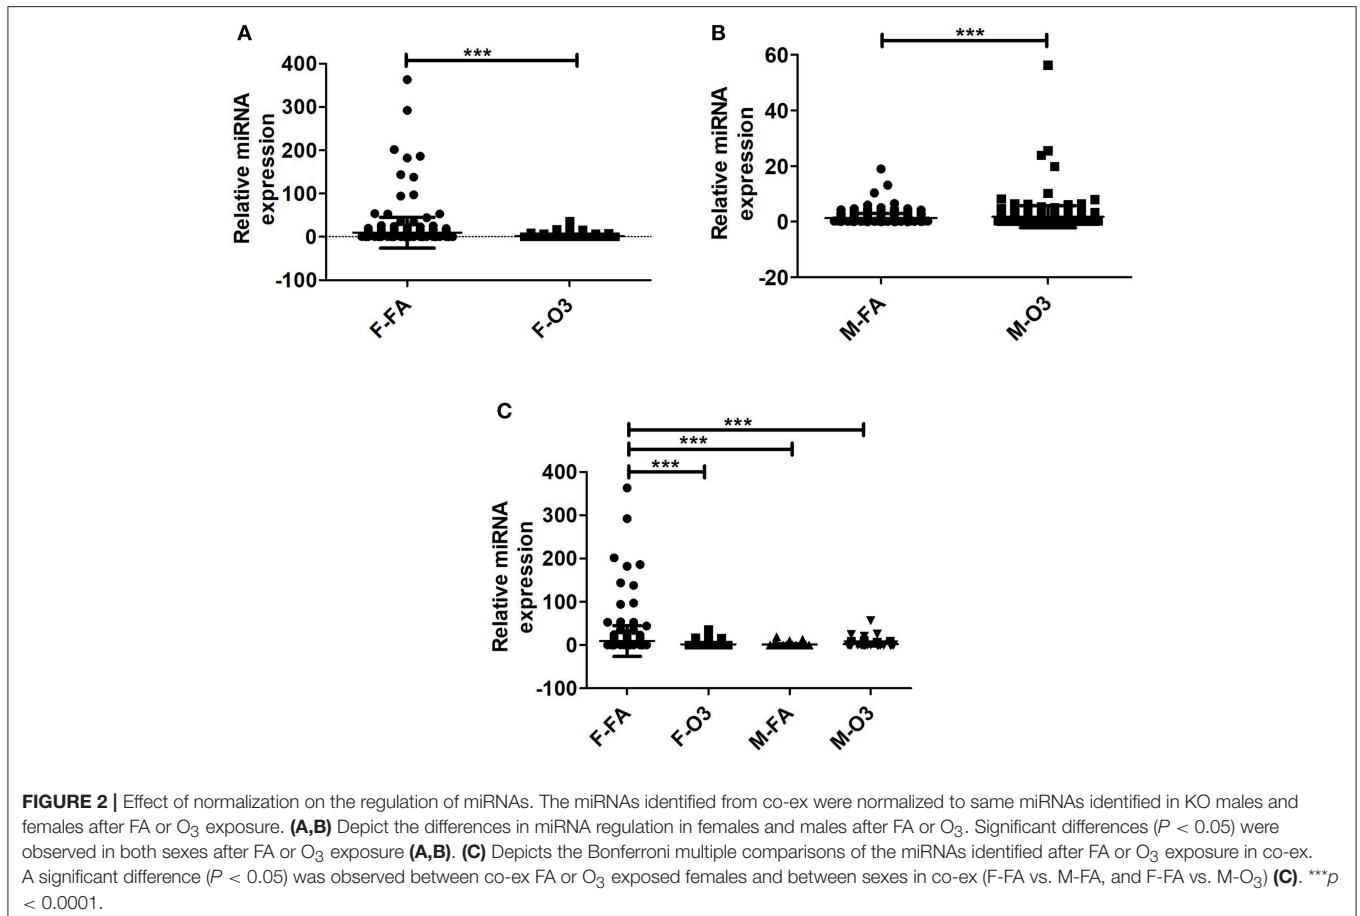 A
***
400
300
200
100
0
-100
Relative miRNA
expression
F-FA
F-O3
B
***
60
40
20
0
-20
Relative miRNA
expression
M-FA
M-O3
C
***
***
***
400
300
200
100
0
-100
Relative miRNA
expression
F-FA
F-O3
M-FA
M-O3
FIGURE 2 | Effect of normalization on the regulation of miRNAs. The miRNAs identified from co-ex were normalized to same miRNAs identified in KO males and
females after FA or O3 exposure. (A,B) Depict the differences in miRNA regulation in females and males after FA or O3. Significant differences (P < 0.05) were
observed in both sexes after FA or O3 exposure (A,B). (C) Depicts the Bonferroni multiple comparisons of the miRNAs identified after FA or O3 exposure in co-ex.
A significant difference (P < 0.05) was observed between co-ex FA or O3 exposed females and between sexes in co-ex (F-FA vs. M-FA, and F-FA vs. M-O3) (C). ***p
< 0.0001.